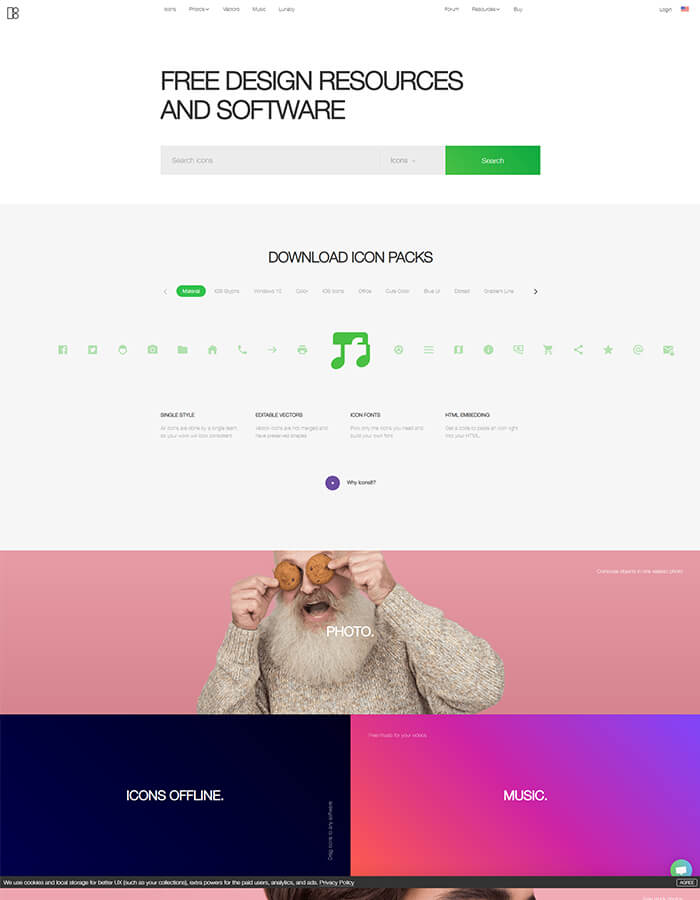 Icons Photos Vectors Music Lunacy
Forum Resources Buy
Login
FREE DESIGN RESOURCES
AND SOFTWARE
Search icons
Icons
Search
DOWNLOAD ICON PACKS
Material iOS Glyphs Windows 10 Color iOS Icons Office Cute Color Blue UI Dotted Gradient Line
SINGLE STYLE
All icons are done by a single team,
so your work will look consistent
EDITABLE VECTORS
Vector icons are not merged and
have preserved shapes
ICON FONTS
Pick only the icons you need and
build your own font
HTML EMBEDDING
Get a code to paste an icon right
into your HTML
Why Icons8?
objects in one
photo
PHOTO.
ICONS OFFLINE.
Drag icons to any software
Free music for your videos
MUSIC.
We use cookies and local storage for better UX (such as your collections), extra powers for the paid users, analytics, and ads. Privacy Policy
AGREE